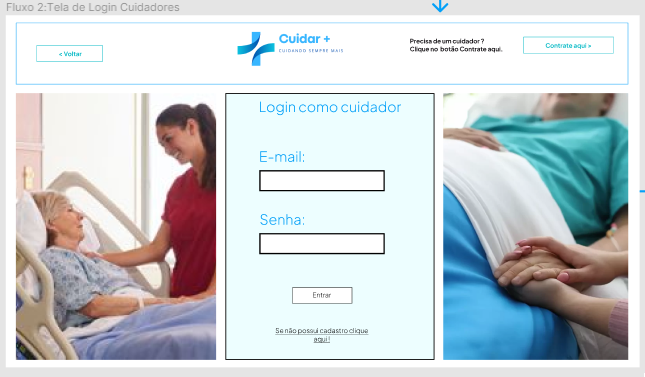 Fluxo 2:Tela de Login Cuidadores
< Voltar
Cuidar +
CUIDANDO SEMPRE MAIS
Precisa de um cuidador ?
Clique no botão Contrate aqui.
Contrato aqui >
Login como cuidador
E-mail:
Senha:
Entrar
Se não possui cadastro clique
aqui !